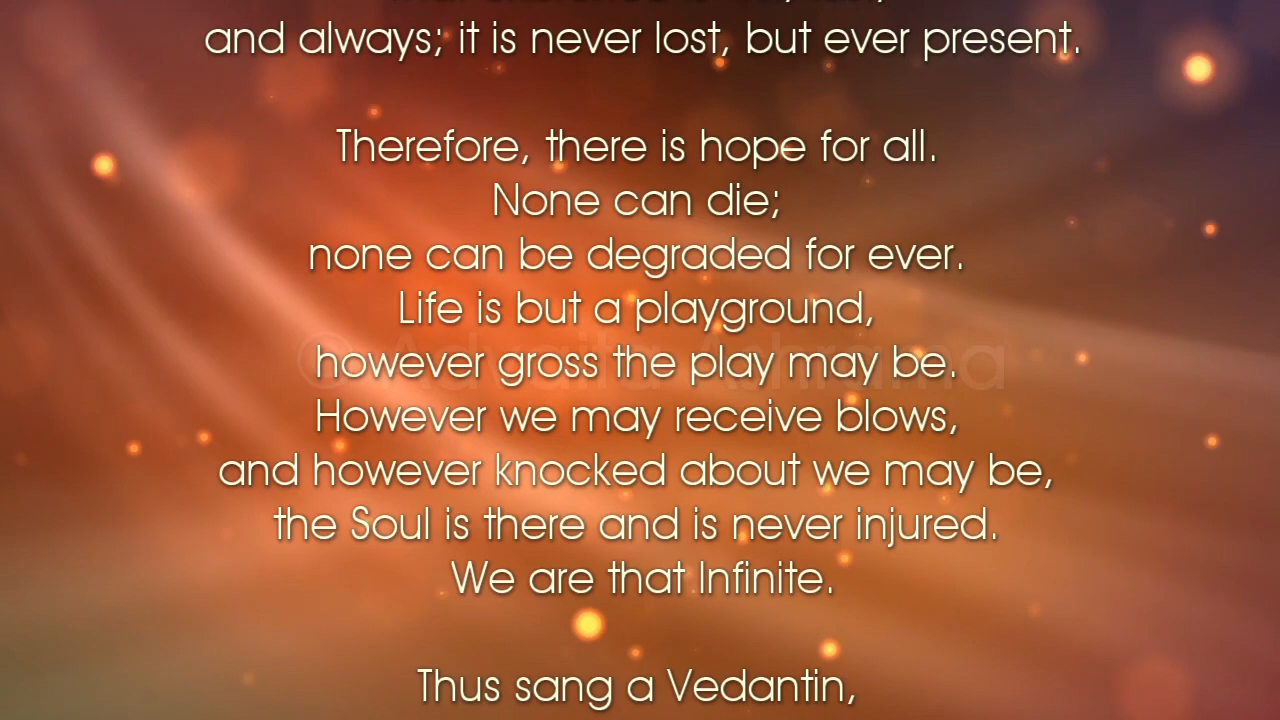 and always; it is never lost, but ever present.
Therefore, there is hope for all.
None can die;
none can be degraded for ever.
Life is but a playground,
however gross the play may be.
However we may receive blows,
and however knocked about we may be,
the Soul is there and is never injured.
We are that Infinite.
Thus sang a Vedantin,
© Advaita Ashrama